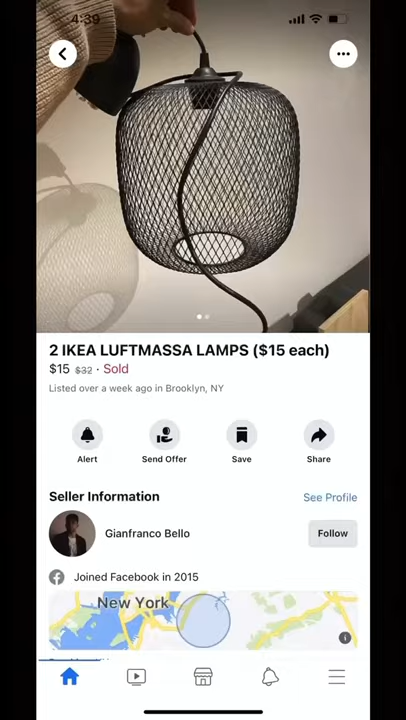 4:39
2 IKEA LUFTMASSA LAMPS ($15 each)
$15 $32 · Sold
Listed over a week ago in Brooklyn, NY
Alert
Send Offer
Save
Share
Seller Information
See Profile
Gianfranco Bello
Follow
Joined Facebook in 2015
New York